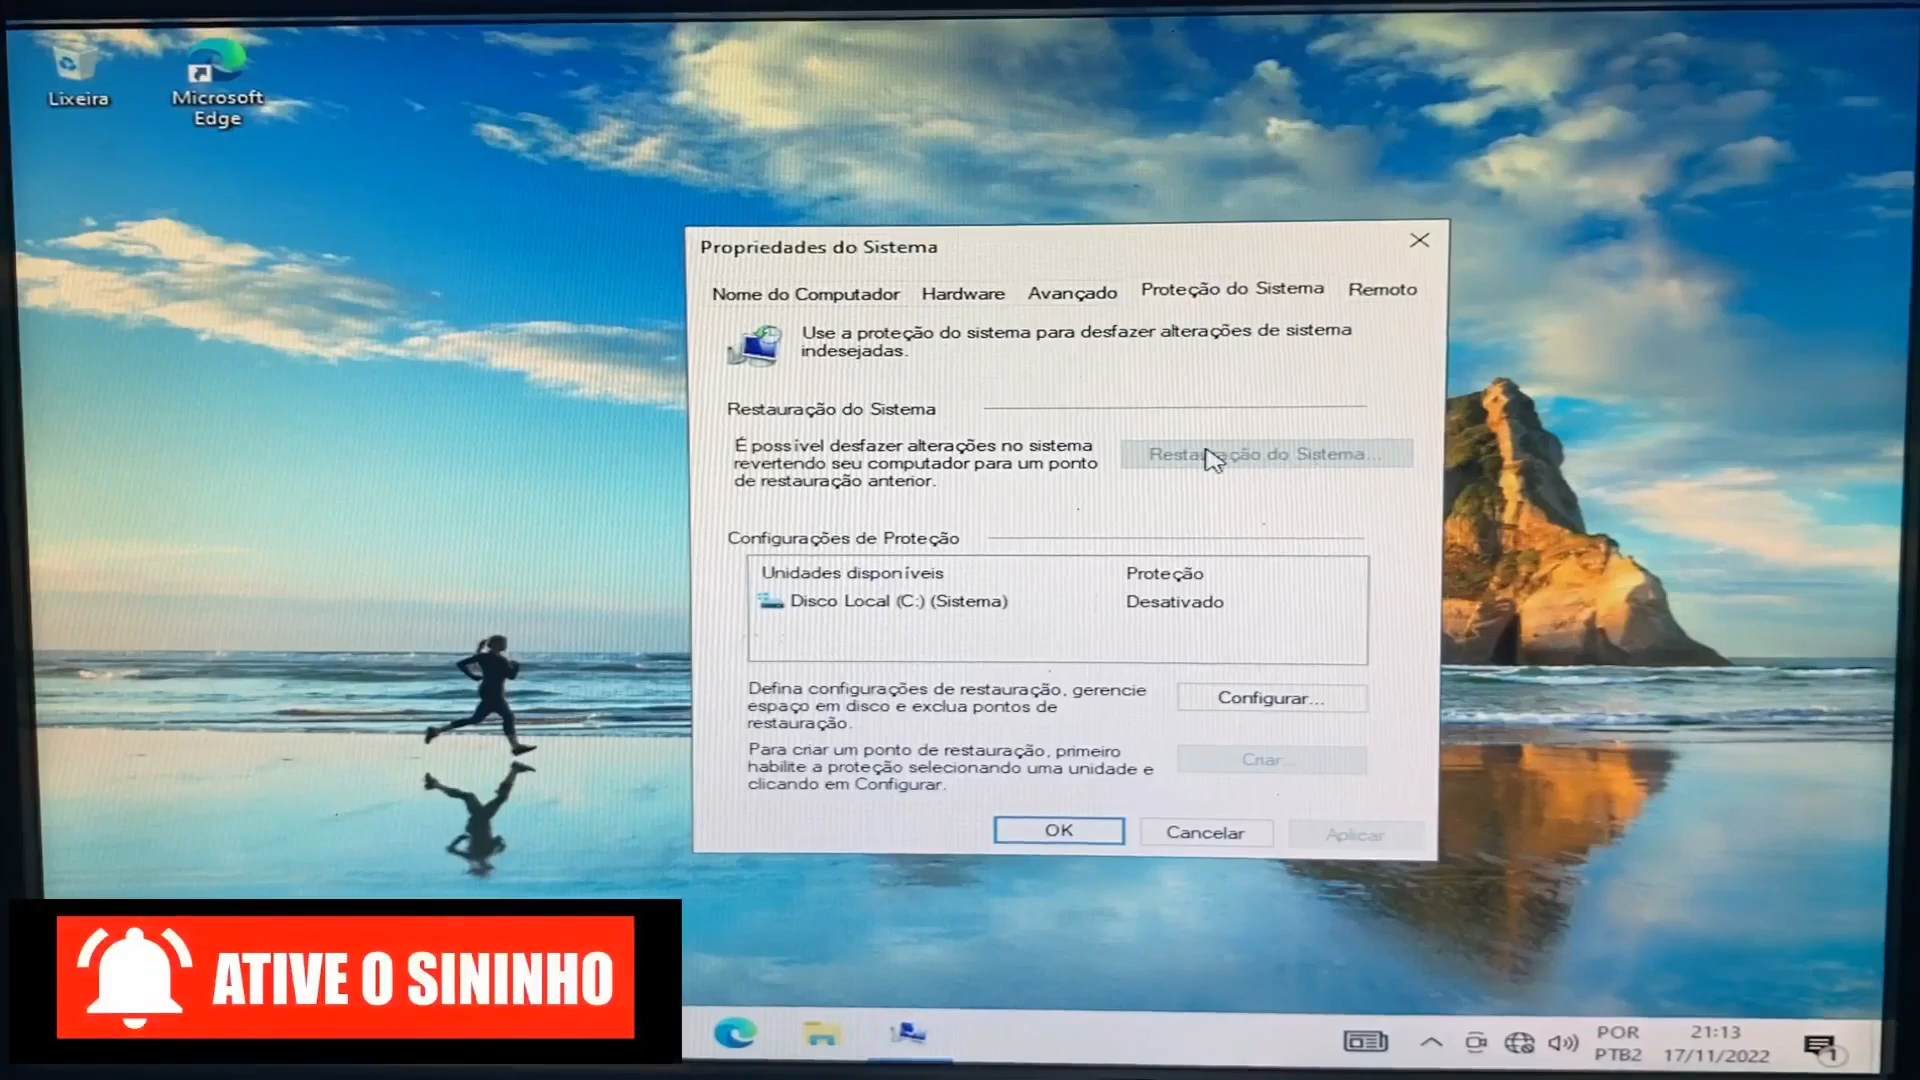 Lixeira
Microsoft
Edge
Propriedades do Sistema
Nome do Computador Hardware Avançado Proteção do Sistema Remoto
Use a proteção do sistema para desfazer alterações de sistema
indesejadas.
Restauração do Sistema
É possível desfazer alterações no sistema
revertendo seu computador para um ponto
de restauração anterior.
Restauração do Sistema...
Configurações de Proteção
Unidades disponíveis Proteção
Disco Local (C:) (Sistema) Desativado
Defina configurações de restauração, gerencie
espaço em disco e exclua pontos de
restauração.
Configurar...
Para criar um ponto de restauração, primeiro
habilite a proteção selecionando uma unidade e
clicando em Configurar.
Criar...
OK Cancelar Aplicar
ATIVE O SININHO
POR
PTB2
21:13
17/11/2022
1